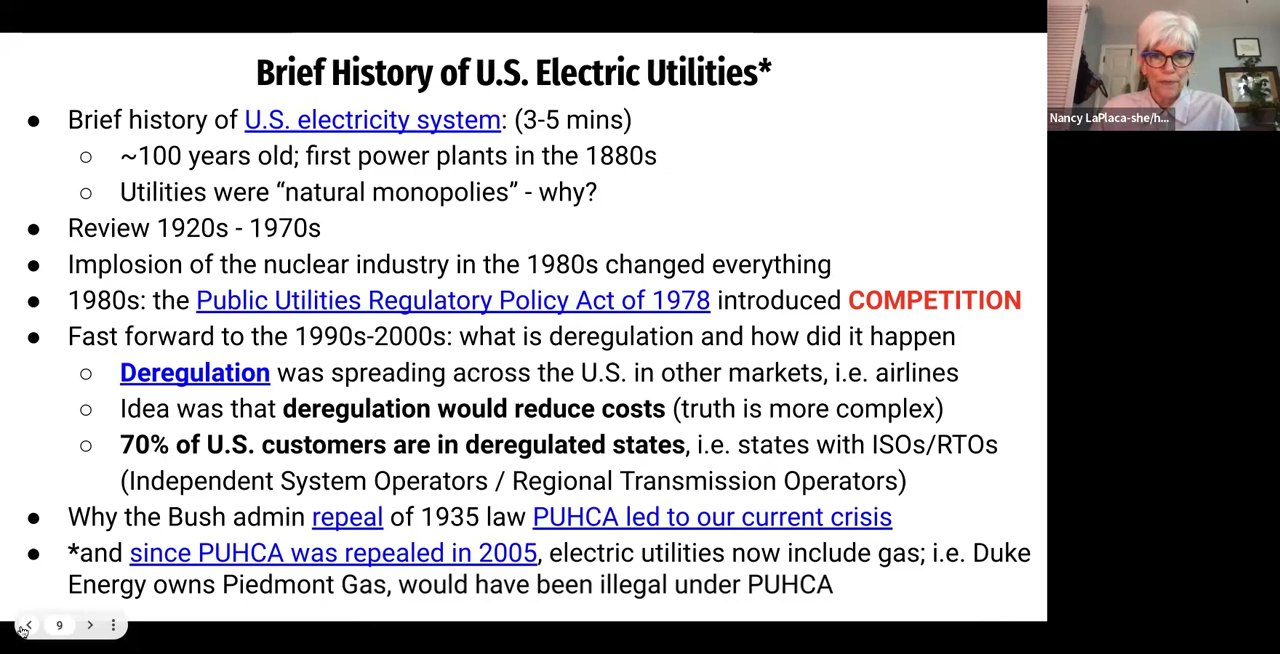 Brief History of U.S. Electric Utilities*
● Brief history of U.S. electricity system: (3-5 mins)
○ ~100 years old; first power plants in the 1880s
○ Utilities were “natural monopolies” - why?
● Review 1920s - 1970s
● Implosion of the nuclear industry in the 1980s changed everything
● 1980s: the Public Utilities Regulatory Policy Act of 1978 introduced COMPETITION
● Fast forward to the 1990s-2000s: what is deregulation and how did it happen
○ Deregulation was spreading across the U.S. in other markets, i.e. airlines
○ Idea was that deregulation would reduce costs (truth is more complex)
○ 70% of U.S. customers are in deregulated states, i.e. states with ISOs/RTOs
(Independent System Operators / Regional Transmission Operators)
● Why the Bush admin repeal of 1935 law PUHCA led to our current crisis
● *and since PUHCA was repealed in 2005, electric utilities now include gas; i.e. Duke
Energy owns Piedmont Gas, would have been illegal under PUHCA
9
Nancy LaPlaca-she/h...